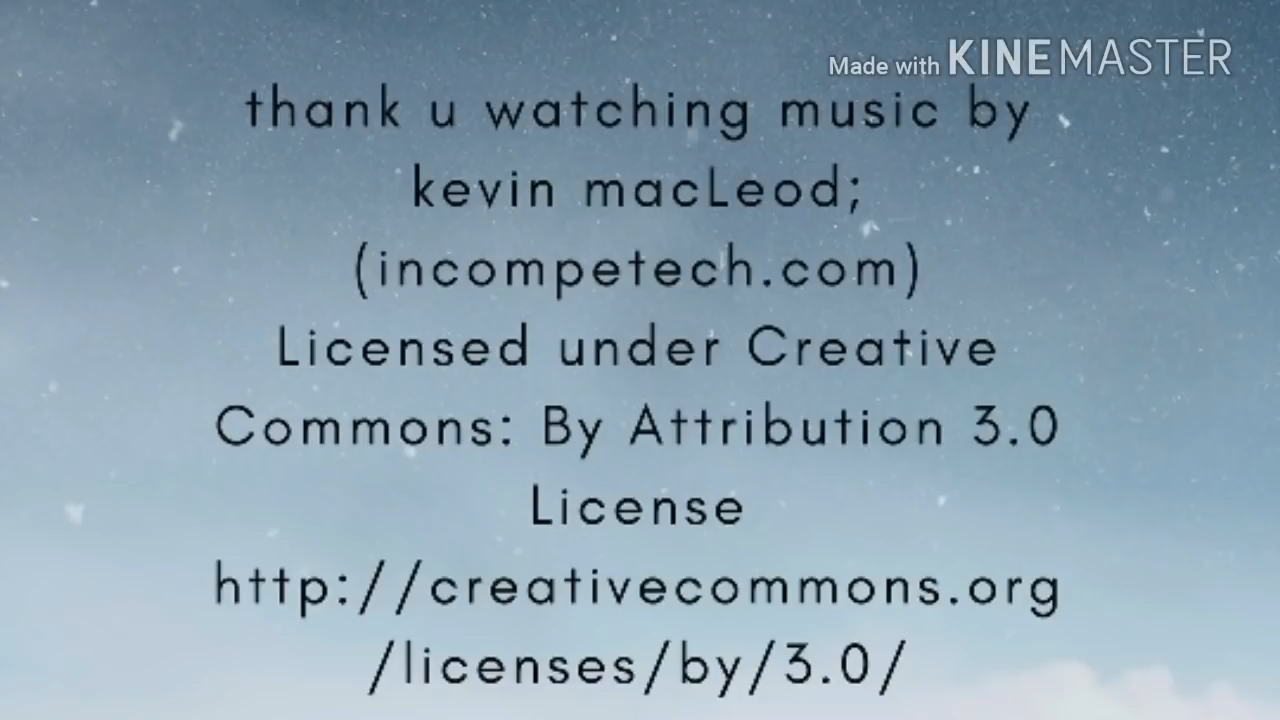 Made with KINEMASTER
thank u watching music by
kevin macLeod;
(incompetech.com)
Licensed under Creative
Commons: By Attribution 3.0
License
http://creativecommons.org
/licenses/by/3.0/